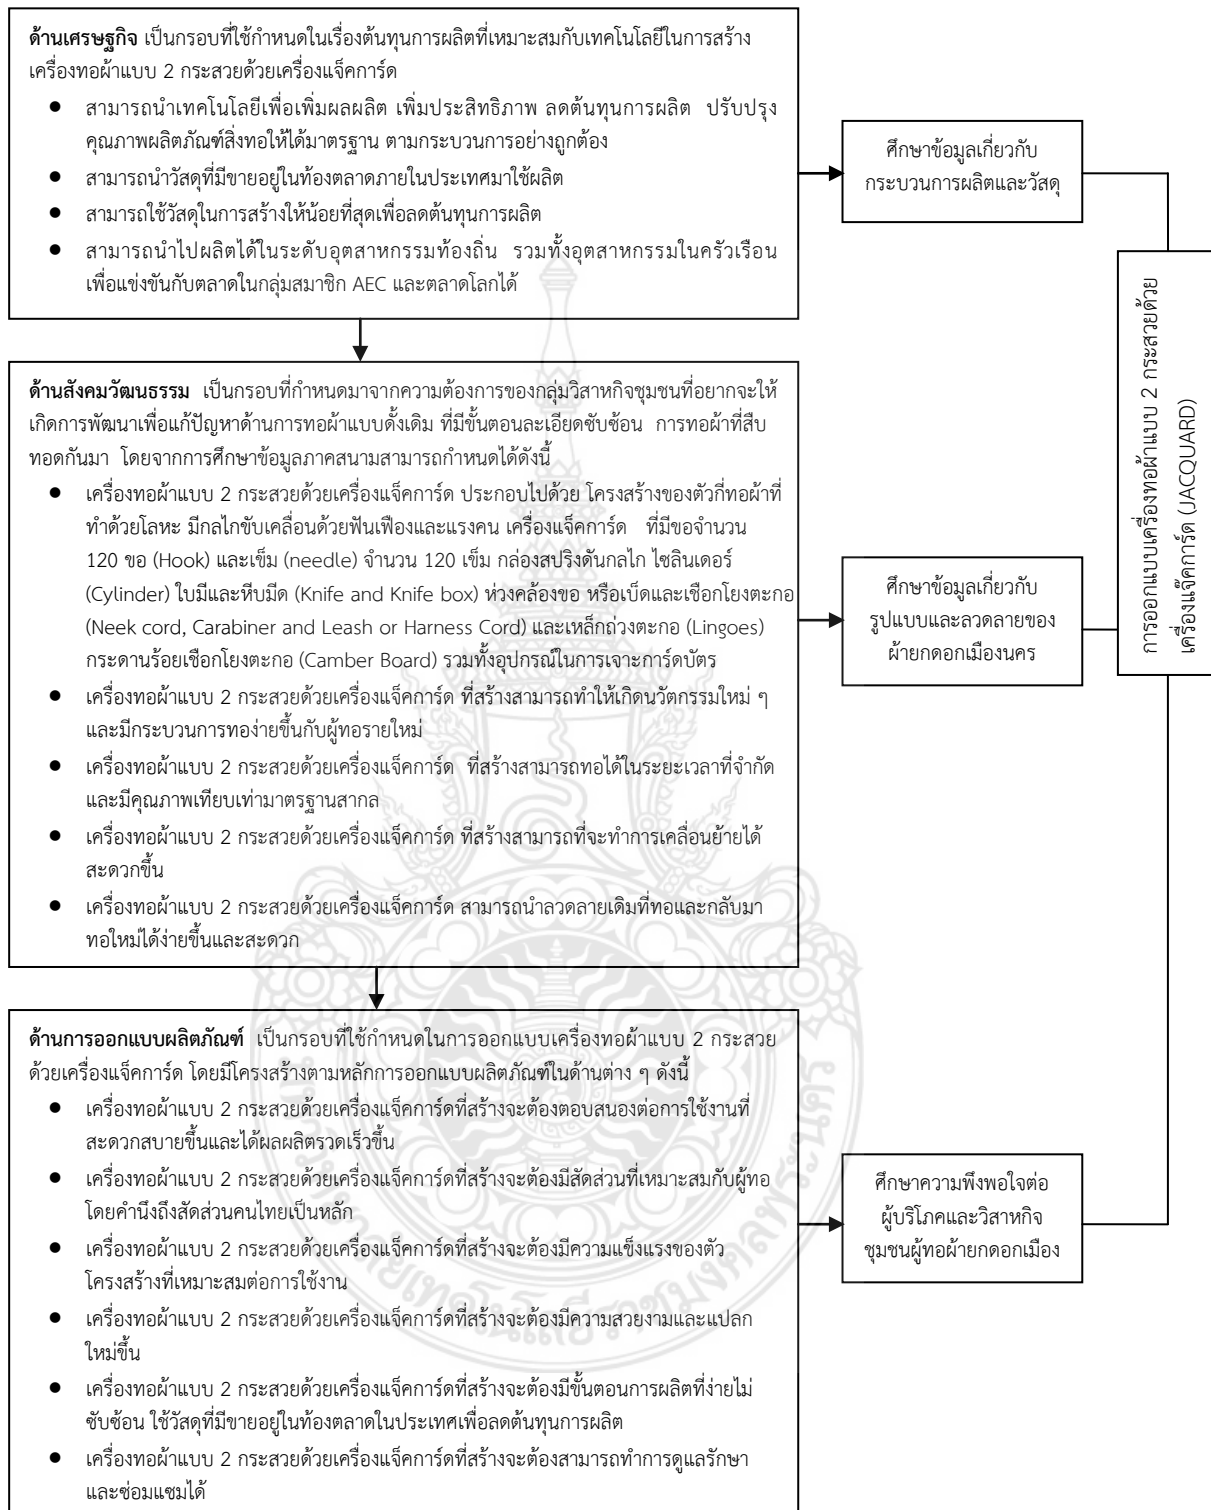 ด้านเศรษฐกิจ เป็นกรอบที่ใช้กำหนดในเรื่องต้นทุนการผลิตที่เหมาะสมกับเทคโนโลยีในการสร้าง
เครื่องทอผ้าแบบ 2 กระสวยด้วยเครื่องแจ็คการ์ด
● สามารถนำเทคโนโลยีเพื่อเพิ่มผลผลิต เพิ่มประสิทธิภาพ ลดต้นทุนการผลิต ปรับปรุง
คุณภาพผลิตภัณฑ์สิ่งทอให้ได้มาตรฐาน ตามกระบวนการอย่างถูกต้อง
● สามารถนำวัสดุที่มีขายอยู่ในท้องตลาดภายในประเทศมาใช้ผลิต
● สามารถใช้วัสดุในการสร้างให้น้อยที่สุดเพื่อลดต้นทุนการผลิต
● สามารถนำไปผลิตได้ในระดับอุตสาหกรรมท้องถิ่น รวมทั้งอุตสาหกรรมในครัวเรือน
เพื่อแข่งขันกับตลาดในกลุ่มสมาชิก AEC และตลาดโลกได้
ศึกษาข้อมูลเกี่ยวกับ
กระบวนการผลิตและวัสดุ
ด้านสังคมวัฒนธรรม เป็นกรอบที่กำหนดมาจากความต้องการของกลุ่มวิสาหกิจชุมชนที่อยากจะให้
เกิดการพัฒนาเพื่อแก้ปัญหาด้านการทอผ้าแบบดั้งเดิม ที่มีขั้นตอนละเอียดซับซ้อน การทอผ้าที่สืบ
ทอดกันมา โดยจากการศึกษาข้อมูลภาคสนามสามารถกำหนดได้ดังนี้
● เครื่องทอผ้าแบบ 2 กระสวยด้วยเครื่องแจ็คการ์ด ประกอบไปด้วย โครงสร้างของตัวกี่ทอผ้าที่
ทำด้วยโลหะ มีกลไกขับเคลื่อนด้วยฟันเฟืองและแรงคน เครื่องแจ็คการ์ด ที่มีขอจำนวน
120 ขอ (Hook) และเข็ม (needle) จำนวน 120 เข็ม กล่องสปริงดันกลไก ไซลินเดอร์
(Cylinder) ใบมีและหีบมีด (Knife and Knife box) ห่วงคล้องขอ หรือเบ็ดและเชือกโยงตะกอ
(Neek cord, Carabiner and Leash or Harness Cord) และเหล็กถ่วงตะกอ (Lingoes)
กระดานร้อยเชือกโยงตะกอ (Camber Board) รวมทั้งอุปกรณ์ในการเจาะการ์ดบัตร
● เครื่องทอผ้าแบบ 2 กระสวยด้วยเครื่องแจ็คการ์ด ที่สร้างสามารถทำให้เกิดนวัตกรรมใหม่ ๆ
และมีกระบวนการทอง่ายขึ้นกับผู้ทอรายใหม่
● เครื่องทอผ้าแบบ 2 กระสวยด้วยเครื่องแจ็คการ์ด ที่สร้างสามารถทอได้ในระยะเวลาที่จำกัด
และมีคุณภาพเทียบเท่ามาตรฐานสากล
● เครื่องทอผ้าแบบ 2 กระสวยด้วยเครื่องแจ็คการ์ด ที่สร้างสามารถที่จะทำการเคลื่อนย้ายได้
สะดวกขึ้น
● เครื่องทอผ้าแบบ 2 กระสวยด้วยเครื่องแจ็คการ์ด สามารถนำลวดลายเดิมที่ทอและกลับมา
ทอใหม่ได้ง่ายขึ้นและสะดวก
ศึกษาข้อมูลเกี่ยวกับ
รูปแบบและลวดลายของ
ผ้ายกดอกเมืองนคร
การออกแบบเครื่องทอผ้าแบบ 2 กระสวยด้วย
เครื่องแจ๊คการ์ด (JACQUARD)
ด้านการออกแบบผลิตภัณฑ์ เป็นกรอบที่ใช้กำหนดในการออกแบบเครื่องทอผ้าแบบ 2 กระสวย
ด้วยเครื่องแจ็คการ์ด โดยมีโครงสร้างตามหลักการออกแบบผลิตภัณฑ์ในด้านต่าง ๆ ดังนี้
● เครื่องทอผ้าแบบ 2 กระสวยด้วยเครื่องแจ็คการ์ดที่สร้างจะต้องตอบสนองต่อการใช้งานที่
สะดวกสบายขึ้นและได้ผลผลิตรวดเร็วขึ้น
● เครื่องทอผ้าแบบ 2 กระสวยด้วยเครื่องแจ็คการ์ดที่สร้างจะต้องมีสัดส่วนที่เหมาะสมกับผู้ทอ
โดยคำนึงถึงสัดส่วนคนไทยเป็นหลัก
● เครื่องทอผ้าแบบ 2 กระสวยด้วยเครื่องแจ็คการ์ดที่สร้างจะต้องมีความแข็งแรงของตัว
โครงสร้างที่เหมาะสมต่อการใช้งาน
● เครื่องทอผ้าแบบ 2 กระสวยด้วยเครื่องแจ็คการ์ดที่สร้างจะต้องมีความสวยงามและแปลก
ใหม่ขึ้น
● เครื่องทอผ้าแบบ 2 กระสวยด้วยเครื่องแจ็คการ์ดที่สร้างจะต้องมีขั้นตอนการผลิตที่ง่ายไม่
ซับซ้อน ใช้วัสดุที่มีขายอยู่ในท้องตลาดในประเทศเพื่อลดต้นทุนการผลิต
● เครื่องทอผ้าแบบ 2 กระสวยด้วยเครื่องแจ็คการ์ดที่สร้างจะต้องสามารถทำการดูแลรักษา
และซ่อมแซมได้
ศึกษาความพึงพอใจต่อ
ผู้บริโภคและวิสาหกิจ
ชุมชนผู้ทอผ้ายกดอกเมือง